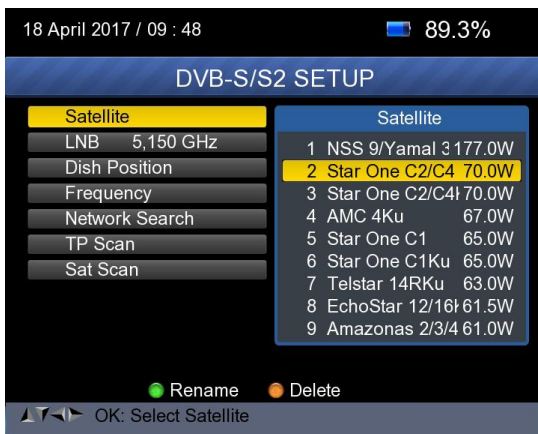 18 April 2017 / 09 : 48 89.3%
DVB-S/S2 SETUP
Satellite
LNB 5,150 GHz
Dish Position
Frequency
Network Search
TP Scan
Sat Scan
Satellite
1 NSS 9/Yamal 3 177.0W
2 Star One C2/C4 70.0W
3 Star One C2/C4 70.0W
4 AMC 4Ku 67.0W
5 Star One C1 65.0W
6 Star One C1Ku 65.0W
7 Telstar 14RKu 63.0W
8 EchoStar 12/16 61.5W
9 Amazonas 2/3/4 61.0W
Rename Delete
OK: Select Satellite